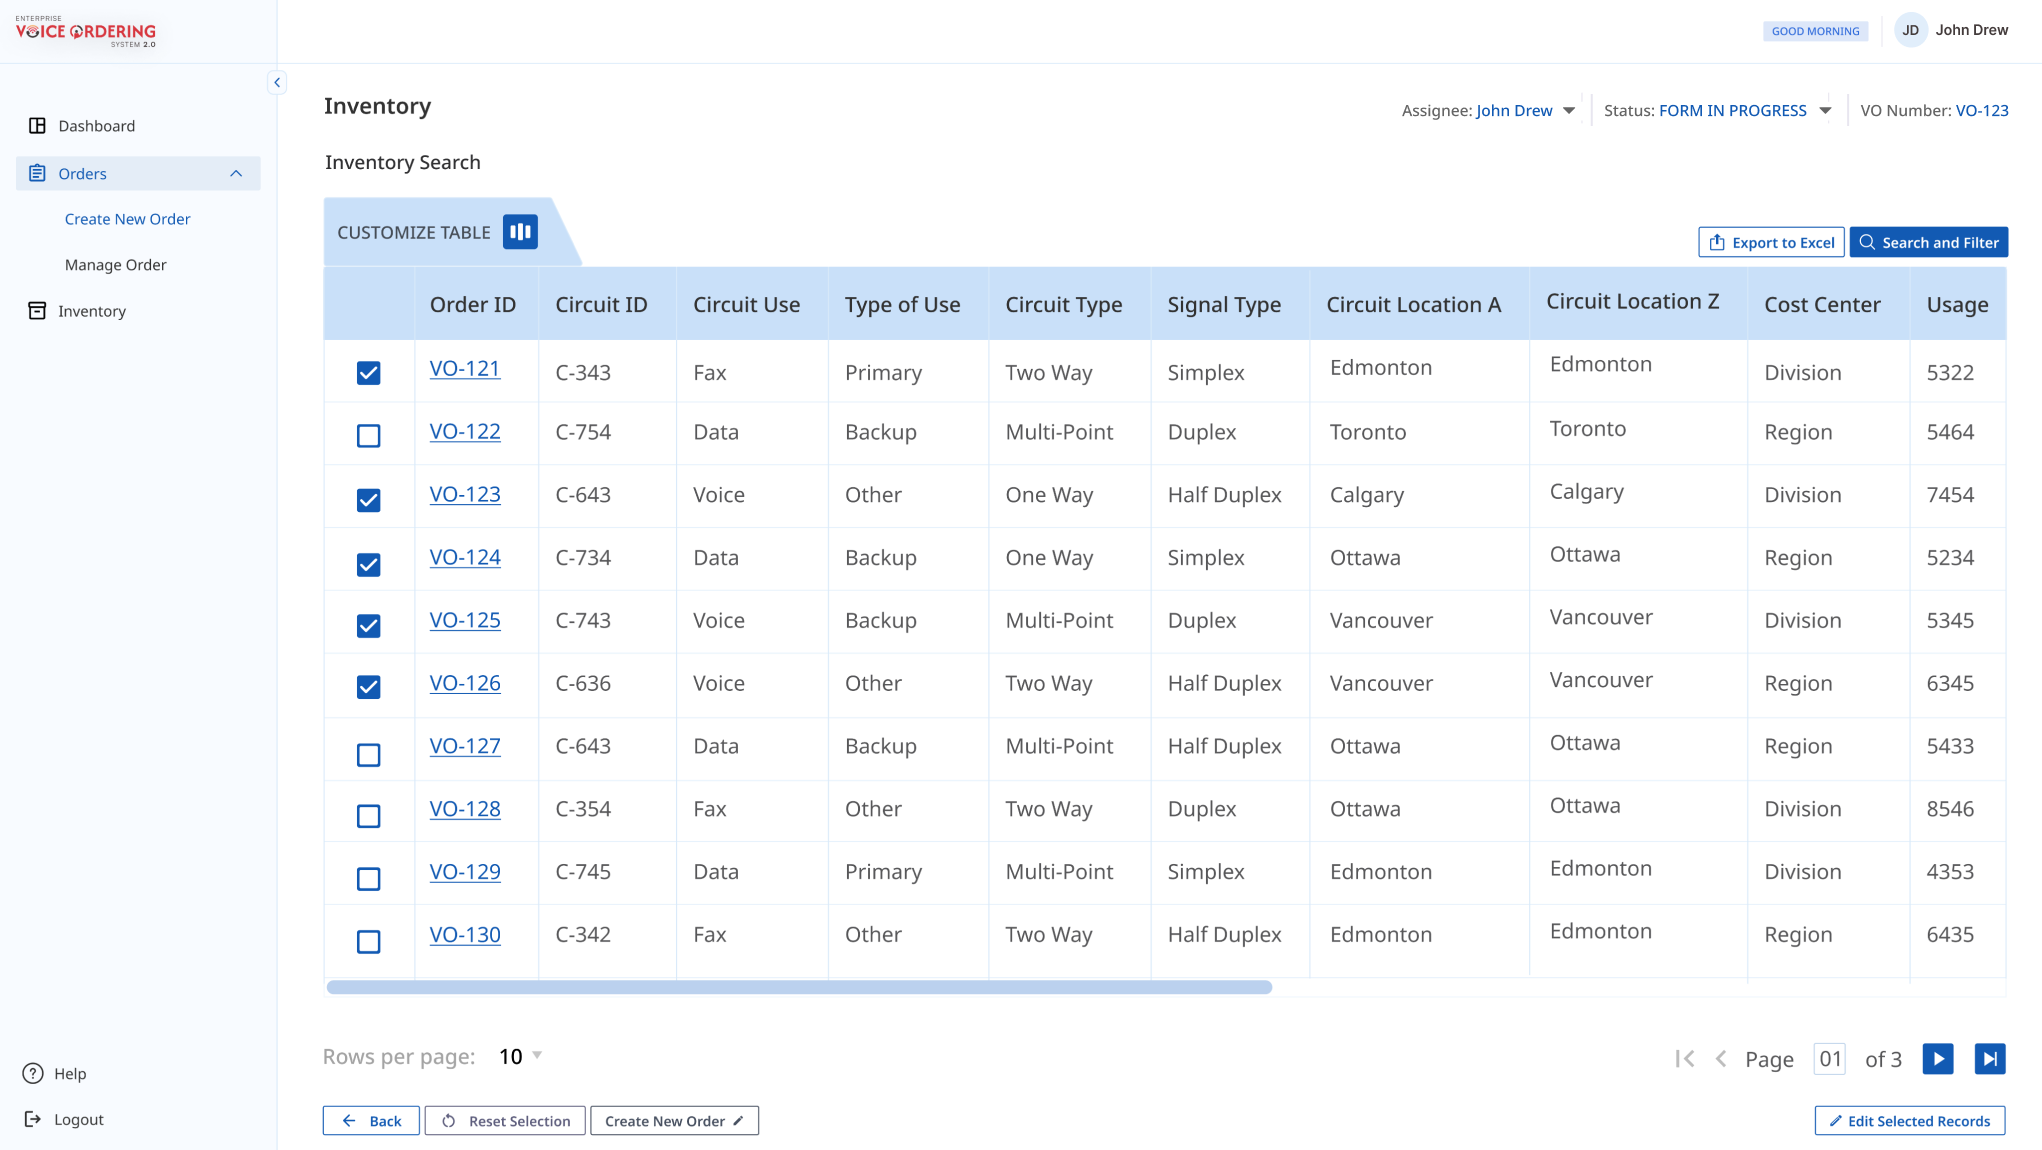 ENTERPRISE
VOICE ORDERING
SYSTEM 2.0
GOOD MORNING
JD
John Drew
Dashboard
Orders
Create New Order
Manage Order
Inventory
Help
Logout
Inventory
Assignee: John Drew
Status: FORM IN PROGRESS
VO Number: VO-123
Inventory Search
CUSTOMIZE TABLE
Export to Excel
Search and Filter
Order ID Circuit ID Circuit Use Type of Use Circuit Type Signal Type Circuit Location A Circuit Location Z Cost Center Usage
VO-121 C-343 Fax Primary Two Way Simplex Edmonton Edmonton Division 5322
VO-122 C-754 Data Backup Multi-Point Duplex Toronto Toronto Region 5464
VO-123 C-643 Voice Other One Way Half Duplex Calgary Calgary Division 7454
VO-124 C-734 Data Backup One Way Simplex Ottawa Ottawa Region 5234
VO-125 C-743 Voice Backup Multi-Point Duplex Vancouver Vancouver Division 5345
VO-126 C-636 Voice Other Two Way Half Duplex Vancouver Vancouver Region 6345
VO-127 C-643 Data Backup Multi-Point Half Duplex Ottawa Ottawa Region 5433
VO-128 C-354 Fax Other Two Way Duplex Ottawa Ottawa Division 8546
VO-129 C-745 Data Primary Multi-Point Simplex Edmonton Edmonton Division 4353
VO-130 C-342 Fax Other Two Way Half Duplex Edmonton Edmonton Region 6435
Rows per page: 10
Page 01 of 3
Back
Reset Selection
Create New Order
Edit Selected Records